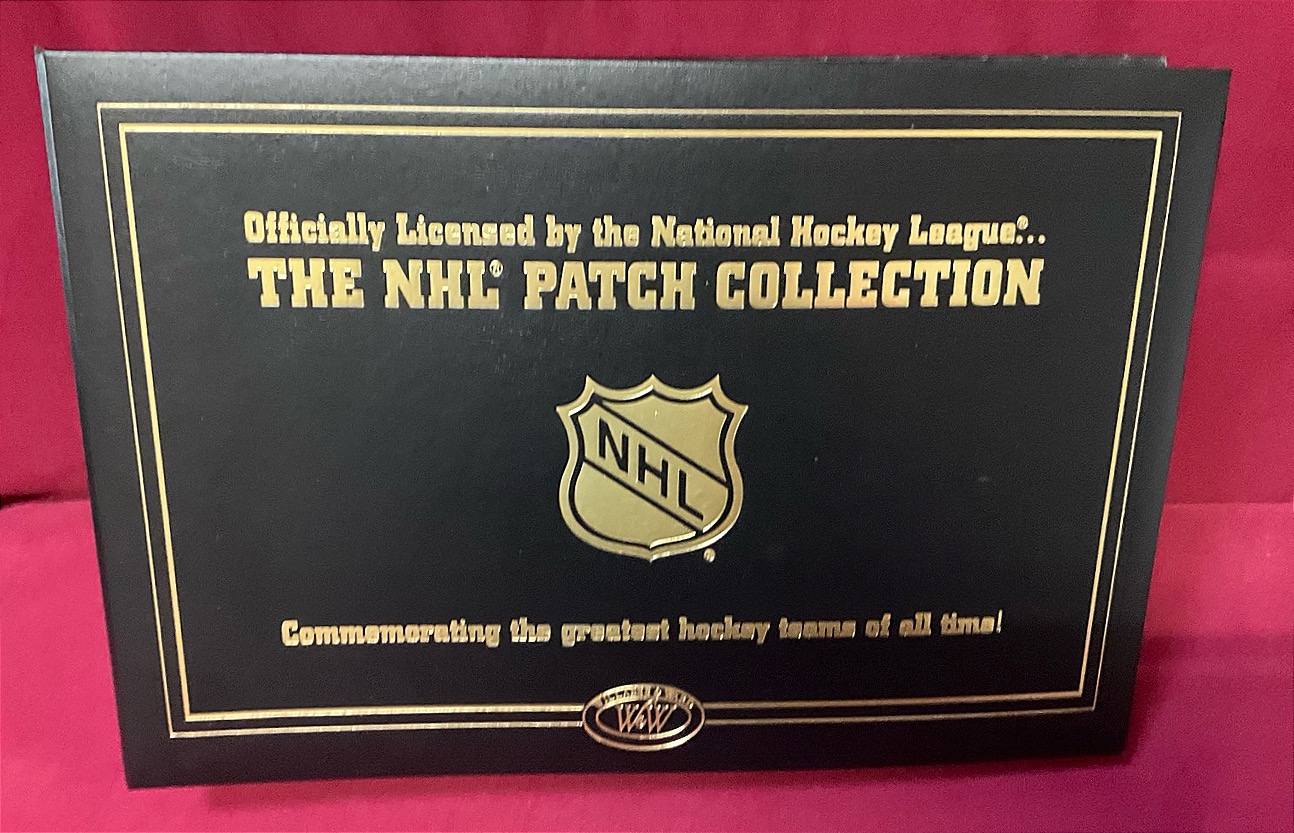 Officially Licensed by the National Hockey League®...
THE NHL® PATCH COLLECTION
NHL
®
Commemorating the greatest hockey teams of all time!
W&W